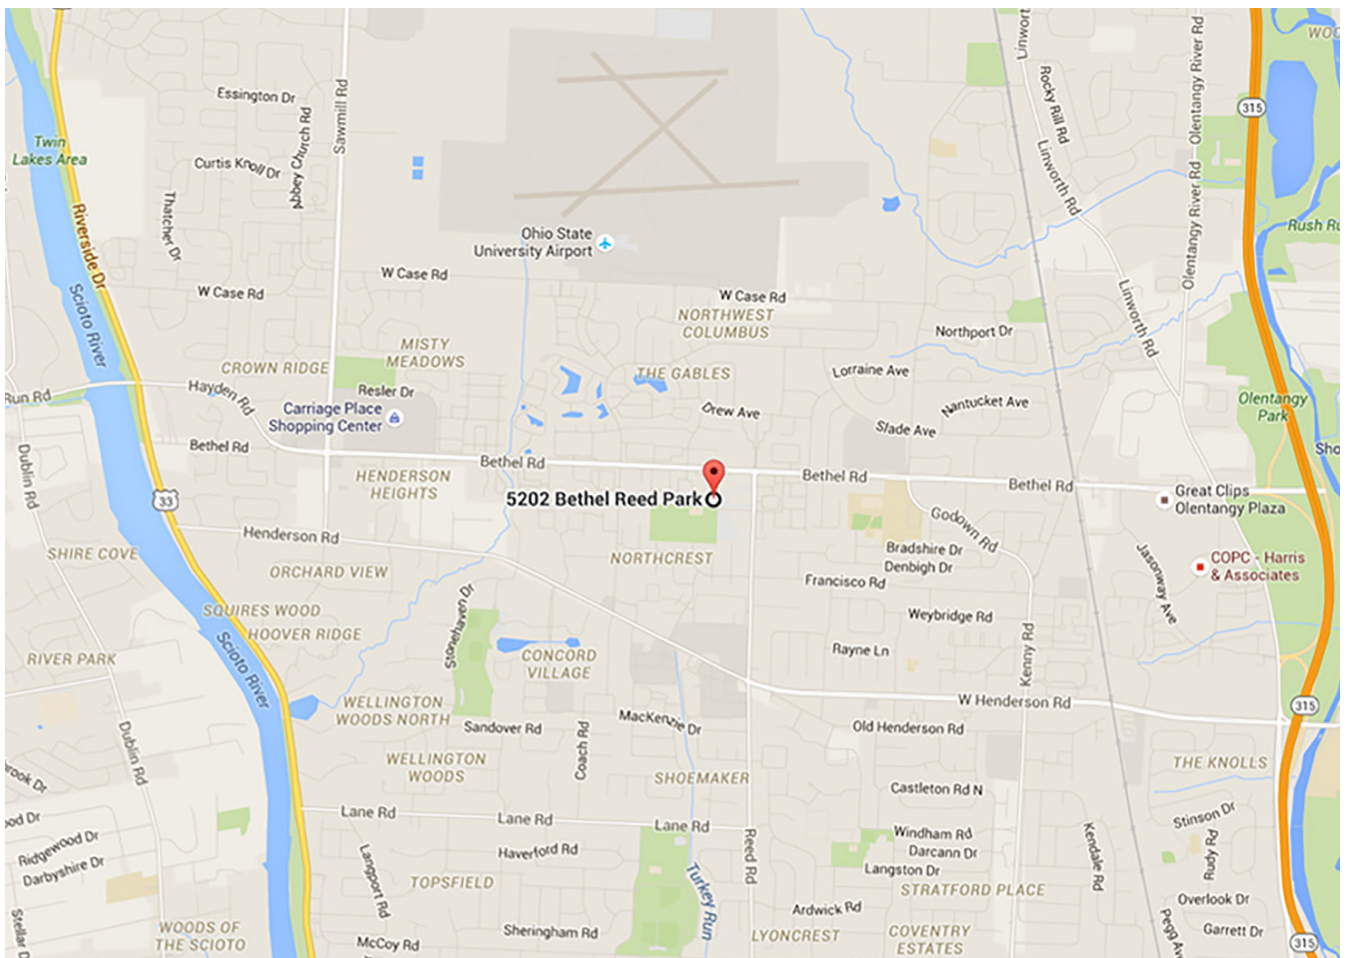 Essington Dr
Sawmill Rd
Abbey Church Rd
Curtis Knoll Dr
Twin
Lakes Area
Thatcher Dr
Riverside Dr
Scioto River
W Case Rd
W Case Rd
Ohio State
University Airport
W Case Rd
NORTHWEST
COLUMBUS
Rocky Rill Rd
Linworth Rd
Linworth Rd
Olentangy River Rd
Olentangy River Rd
315
Northport Dr
MISTY
MEADOWS
CROWN RIDGE
THE GABLES
Lorraine Ave
Run Rd
Hayden Rd
Resler Dr
Carriage Place
Shopping Center
Drew Ave
Nantucket Ave
Slade Ave
Olentangy
Park
Bethel Rd
Bethel Rd
Bethel Rd
Bethel Rd
Dublin Rd
HENDERSON
HEIGHTS
33
5202 Bethel Reed Park
Great Clips
Olentangy Plaza
Godown Rd
Henderson Rd
SHIRE COVE
ORCHARD VIEW
NORTHCREST
Bradshire Dr
Denbigh Dr
Francisco Rd
Jasonway Ave
COPC - Harris
& Associates
SQUIRES WOOD
HOOVER RIDGE
Stonehaven Dr
Weybridge Rd
Scioto River
RIVER PARK
CONCORD
VILLAGE
Rayne Ln
Kenny Rd
WELLINGTON
WOODS NORTH
W Henderson Rd
315
Sandover Rd
Coach Rd
MacKenzie Dr
Old Henderson Rd
Dublin Rd
WELLINGTON
WOODS
SHOEMAKER
THE KNOLLS
Castleton Rd N
Lane Rd
Lane Rd
Lane Rd
Stinson Dr
Ridgewood Dr
Darbyshire Dr
Langport Rd
Haverford Rd
Reed Rd
Windham Rd
Darcann Dr
Langston Dr
Kendale Rd
Rudy Rd
TOPSFIELD
Turkey Run
STRATFORD PLACE
Overlook Dr
Ardwick Rd
WOODS OF
THE SCIOTO
McCoy Rd
Sheringham Rd
LYONCREST
COVENTRY
ESTATES
Garrett Dr
315